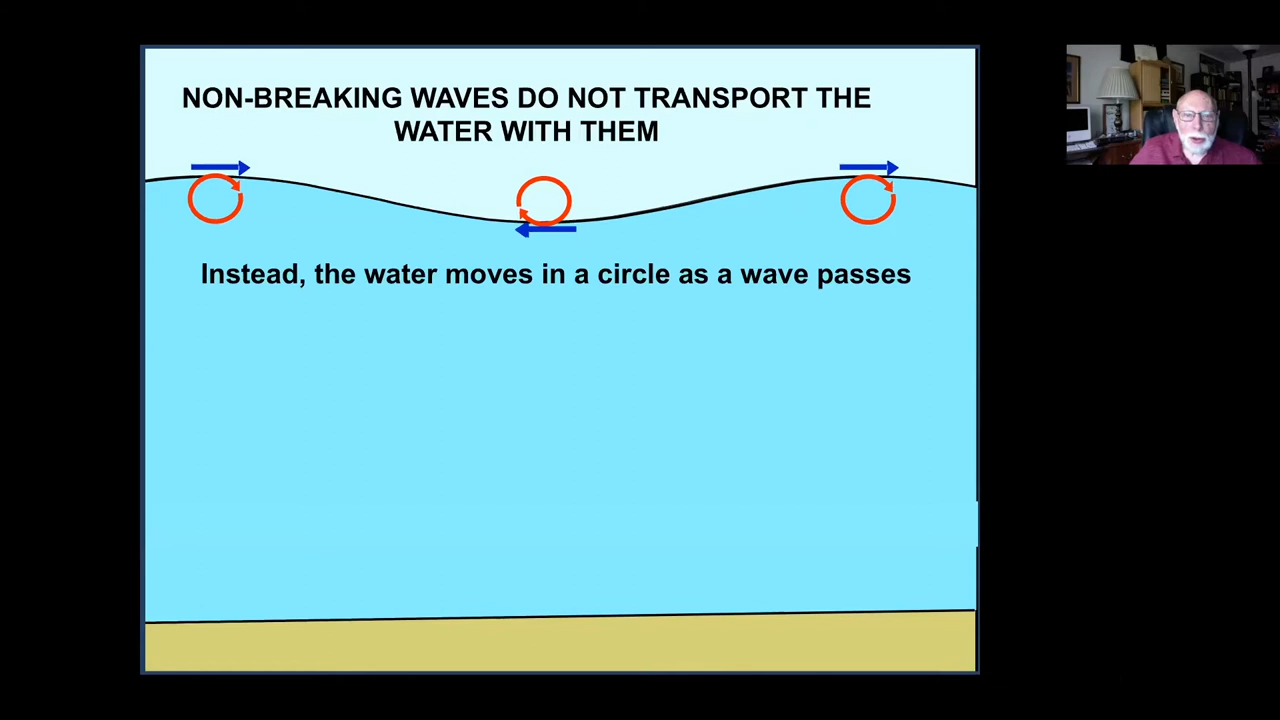 NON-BREAKING WAVES DO NOT TRANSPORT THE
WATER WITH THEM
Instead, the water moves in a circle as a wave passes